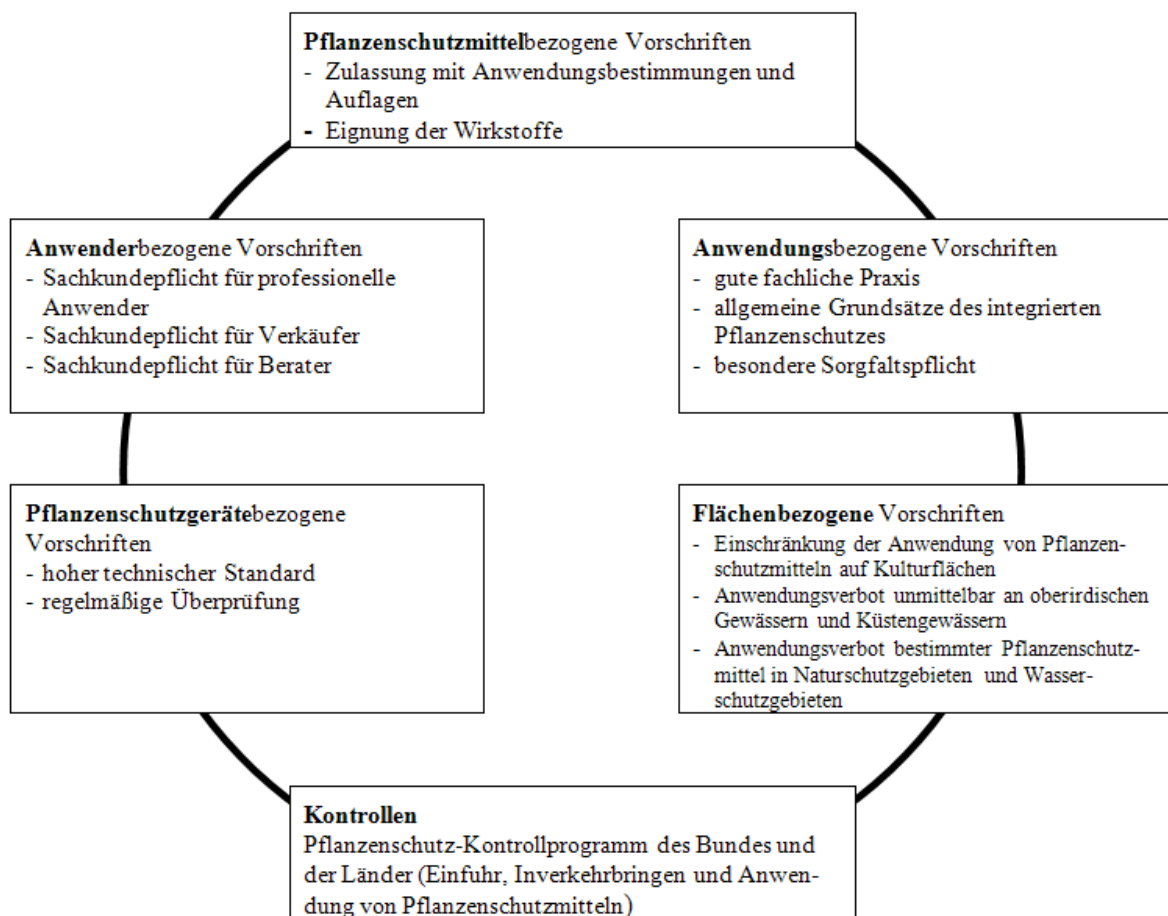 Pflanzenschutzmittelbezogene Vorschriften
- Zulassung mit Anwendungsbestimmungen und
Auflagen
- Eignung der Wirkstoffe
Anwenderbezogene Vorschriften
- Sachkundepflicht für professionelle
Anwender
- Sachkundepflicht für Verkäufer
- Sachkundepflicht für Berater
Anwendungsbezogene Vorschriften
- gute fachliche Praxis
- allgemeine Grundsätze des integrierten
Pflanzenschutzes
- besondere Sorgfaltspflicht
Pflanzenschutzgerätebezogene
Vorschriften
- hoher technischer Standard
- regelmäßige Überprüfung
Flächenbezogene Vorschriften
- Einschränkung der Anwendung von Pflanzen-
schutzmitteln auf Kulturflächen
- Anwendungsverbot unmittelbar an oberirdischen
Gewässern und Küstengewässern
- Anwendungsverbot bestimmter Pflanzenschutz-
mittel in Naturschutzgebieten und Wasser-
schutzgebieten
Kontrollen
Pflanzenschutz-Kontrollprogramm des Bundes und
der Länder (Einfuhr, Inverkehrbringen und Anwen-
dung von Pflanzenschutzmitteln)